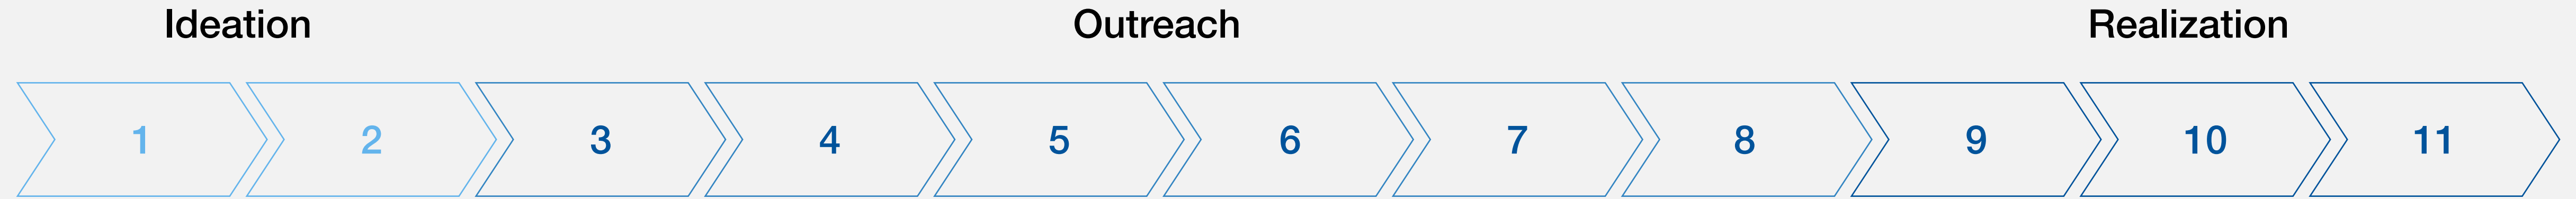 Ideation Outreach Realization
1 2 3 4 5 6 7 8 9 10 11